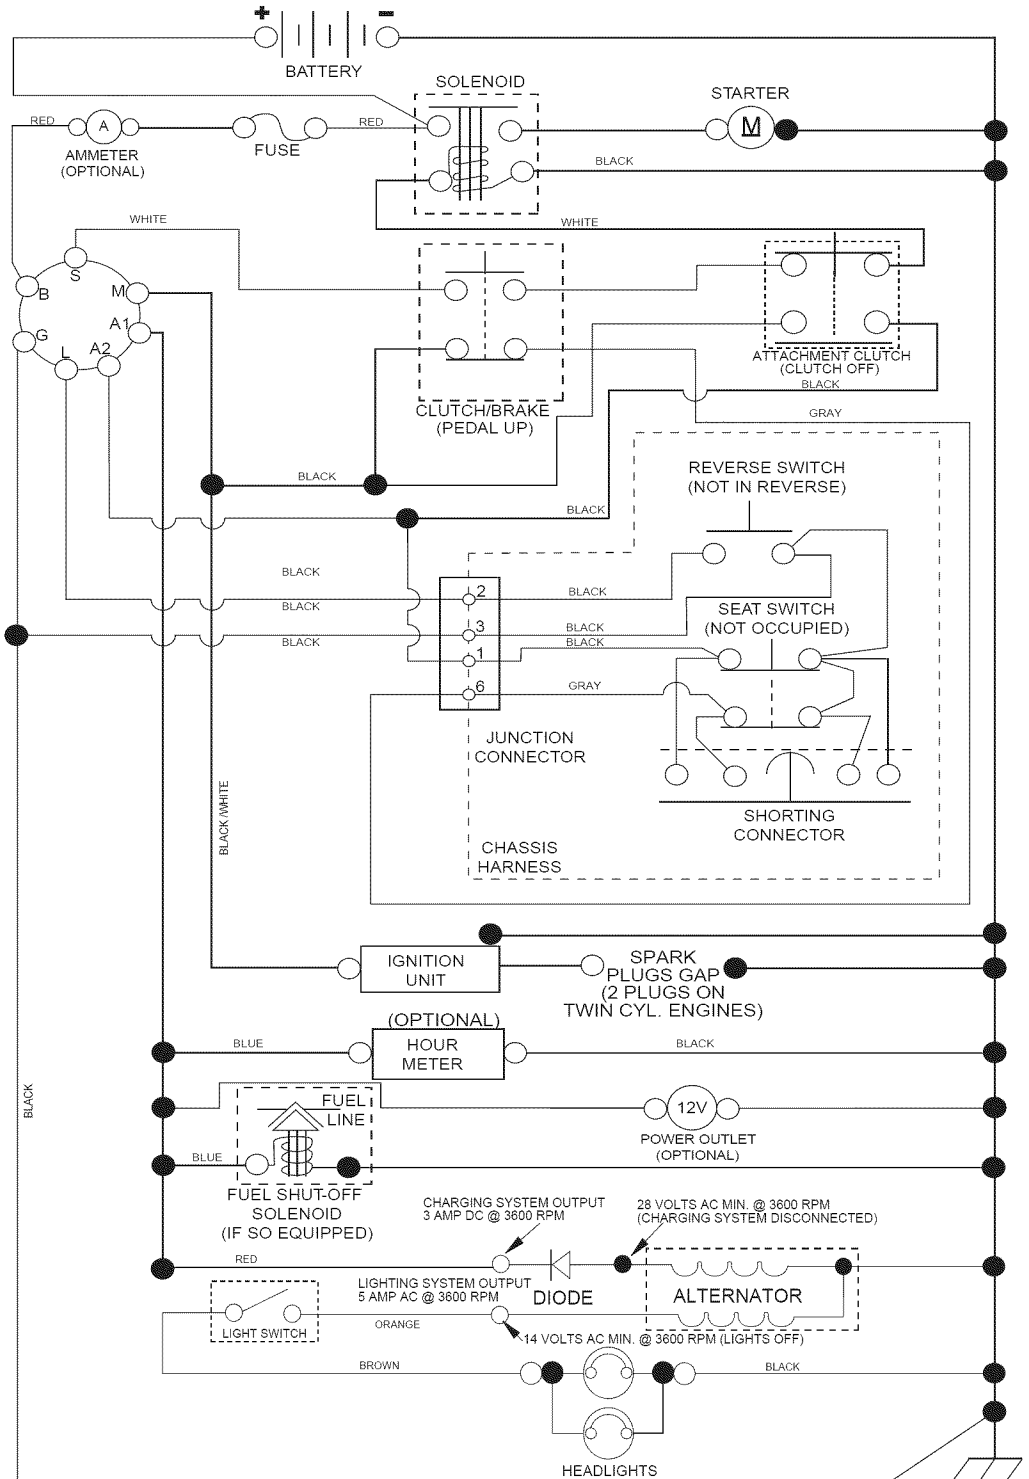 + -
BATTERY
SOLENOID
STARTER
RED
A
RED
M
AMMETER
(OPTIONAL)
FUSE
BLACK
WHITE
WHITE
S
B
M
G
A1
L
A2
ATTACHMENT CLUTCH
(CLUTCH OFF)
BLACK
CLUTCH/BRAKE
(PEDAL UP)
GRAY
REVERSE SWITCH
(NOT IN REVERSE)
BLACK
BLACK
BLACK
2
BLACK
BLACK
SEAT SWITCH
(NOT OCCUPIED)
3
BLACK
BLACK
BLACK
1
6
GRAY
JUNCTION
CONNECTOR
BLACK/WHITE
SHORTING
CONNECTOR
CHASSIS
HARNESS
IGNITION
UNIT
SPARK
PLUGS GAP
(2 PLUGS ON
TWIN CYL. ENGINES)
(OPTIONAL)
BLUE
HOUR
METER
BLACK
BLACK
FUEL
LINE
12V
POWER OUTLET
(OPTIONAL)
BLUE
FUEL SHUT-OFF
SOLENOID
(IF SO EQUIPPED)
CHARGING SYSTEM OUTPUT
3 AMP DC @ 3600 RPM
28 VOLTS AC MIN. @ 3600 RPM
(CHARGING SYSTEM DISCONNECTED)
RED
LIGHTING SYSTEM OUTPUT
5 AMP AC @ 3600 RPM
DIODE
ALTERNATOR
LIGHT SWITCH
ORANGE
14 VOLTS AC MIN. @ 3600 RPM (LIGHTS OFF)
BROWN
BLACK
HEADLIGHTS